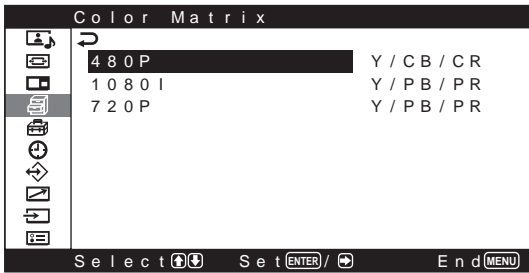 Color Matrix
480P Y/CB/CR
1080I Y/PB/PR
720P Y/PB/PR
Select Set ENTER / End MENU